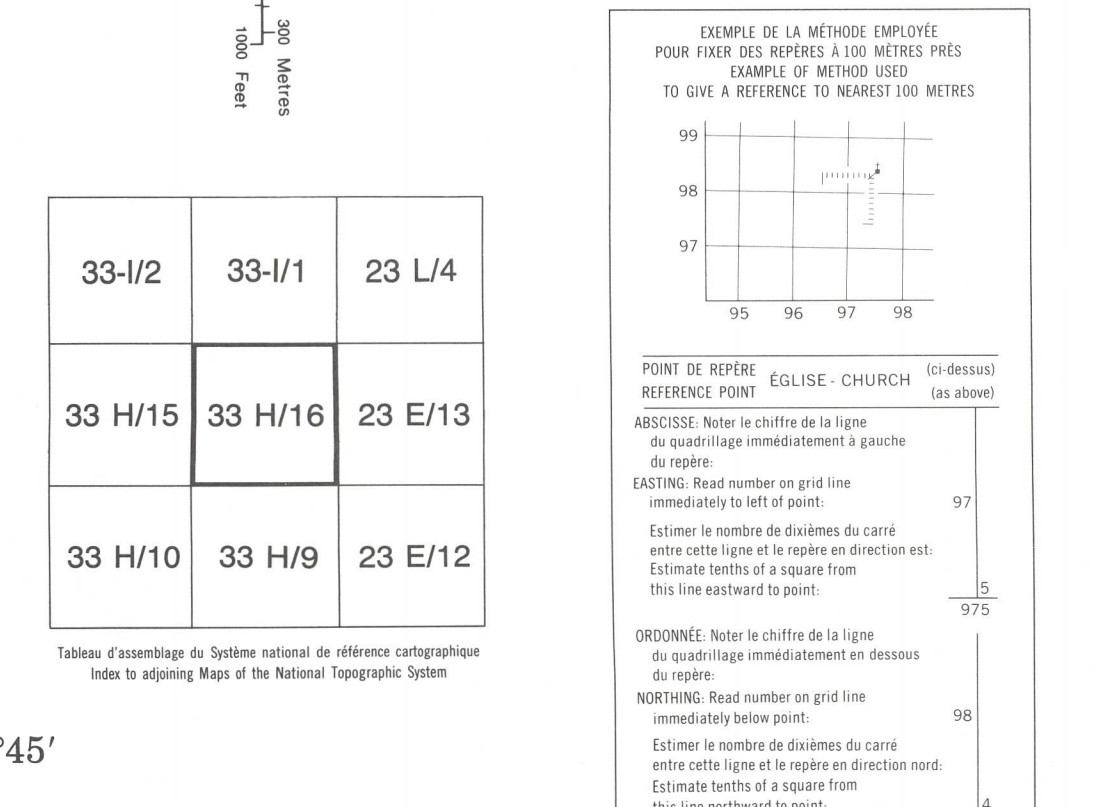 300 Metres
1000 Feet
33-I/2 33-I/1 23 L/4
33 H/15 33 H/16 23 E/13
33 H/10 33 H/9 23 E/12
Tableau d'assemblage du Système national de référence cartographique
Index to adjoining Maps of the National Topographic System
°45′
EXEMPLE DE LA MÉTHODE EMPLOYÉE
POUR FIXER DES REPÈRES À 100 MÈTRES PRÈS
EXAMPLE OF METHOD USED
TO GIVE A REFERENCE TO NEAREST 100 METRES
99
98
97
95 96 97 98
POINT DE REPÈRE
REFERENCE POINT
ÉGLISE - CHURCH
(ci-dessus)
(as above)
ABSCISSE: Noter le chiffre de la ligne
du quadrillage immédiatement à gauche
du repère:
EASTING: Read number on grid line
immediately to left of point: 97
Estimer le nombre de dixièmes du carré
entre cette ligne et le repère en direction est:
Estimate tenths of a square from
this line eastward to point: 5
975
ORDONNÉE: Noter le chiffre de la ligne
du quadrillage immédiatement en dessous
du repère:
NORTHING: Read number on grid line
immediately below point: 98
Estimer le nombre de dixièmes du carré
entre cette ligne et le repère en direction nord:
Estimate tenths of a square from
this line northward to point: 4